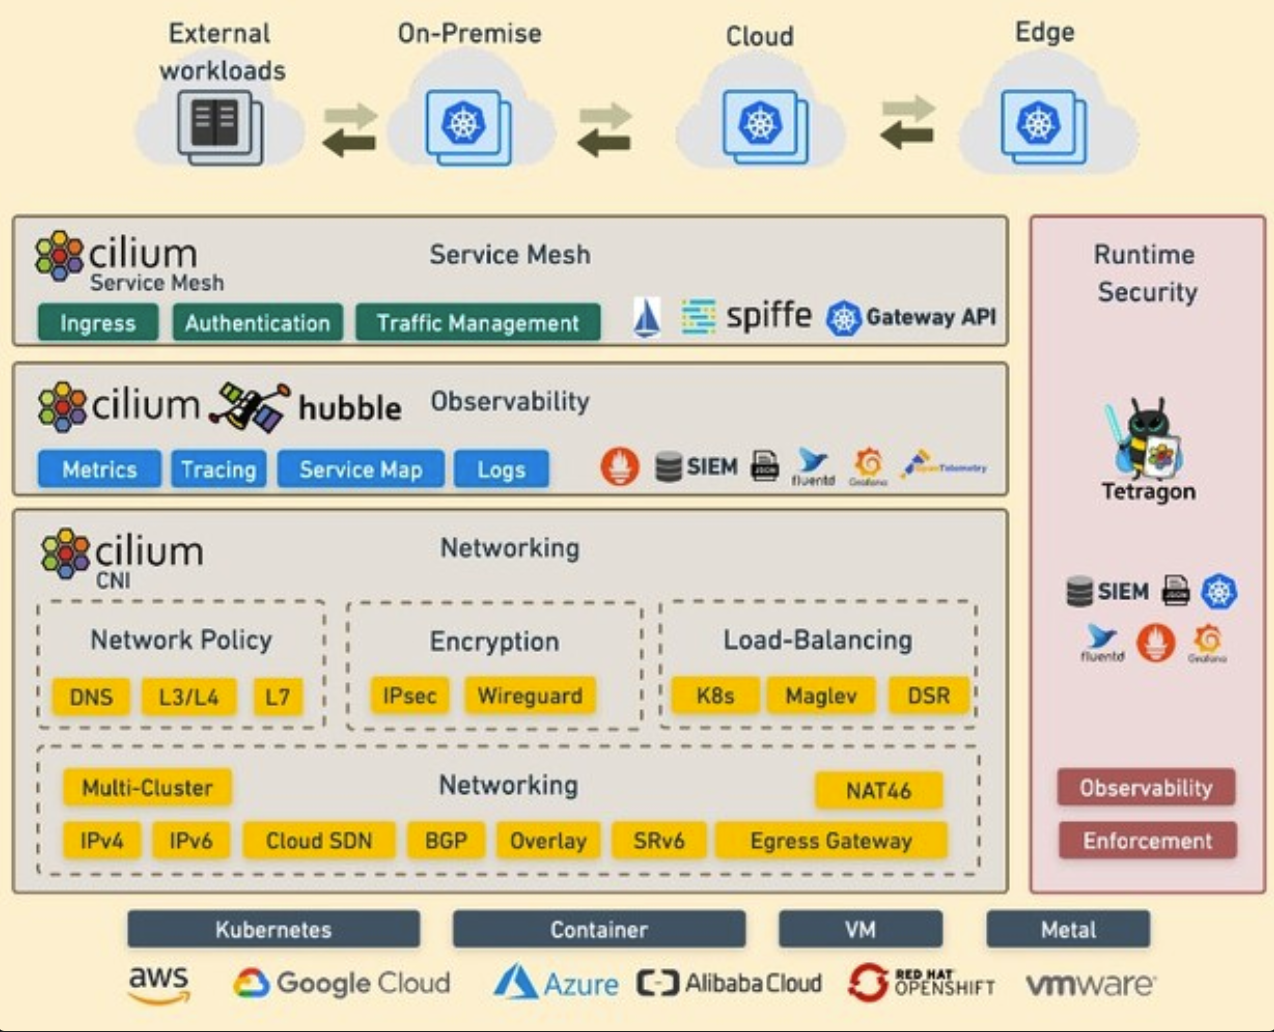 External
workloads
On-Premise
Cloud
Edge
cilium
Service Mesh
Service Mesh
Ingress
Authentication
Traffic Management
spiffe
Gateway API
cilium
hubble
Observability
Metrics
Tracing
Service Map
Logs
SIEM
JSON
fluentd
Grafana
OpenTelemetry
cilium
CNI
Networking
Network Policy
DNS
L3/L4
L7
Encryption
IPsec
Wireguard
Load-Balancing
K8s
Maglev
DSR
Multi-Cluster
Networking
NAT46
IPv4
IPv6
Cloud SDN
BGP
Overlay
SRv6
Egress Gateway
Runtime
Security
Tetragon
SIEM
JSON
fluentd
Grafana
Observability
Enforcement
Kubernetes
Container
VM
Metal
aws
Google Cloud
Azure
Alibaba Cloud
RED HAT
OPENSHIFT
vmware